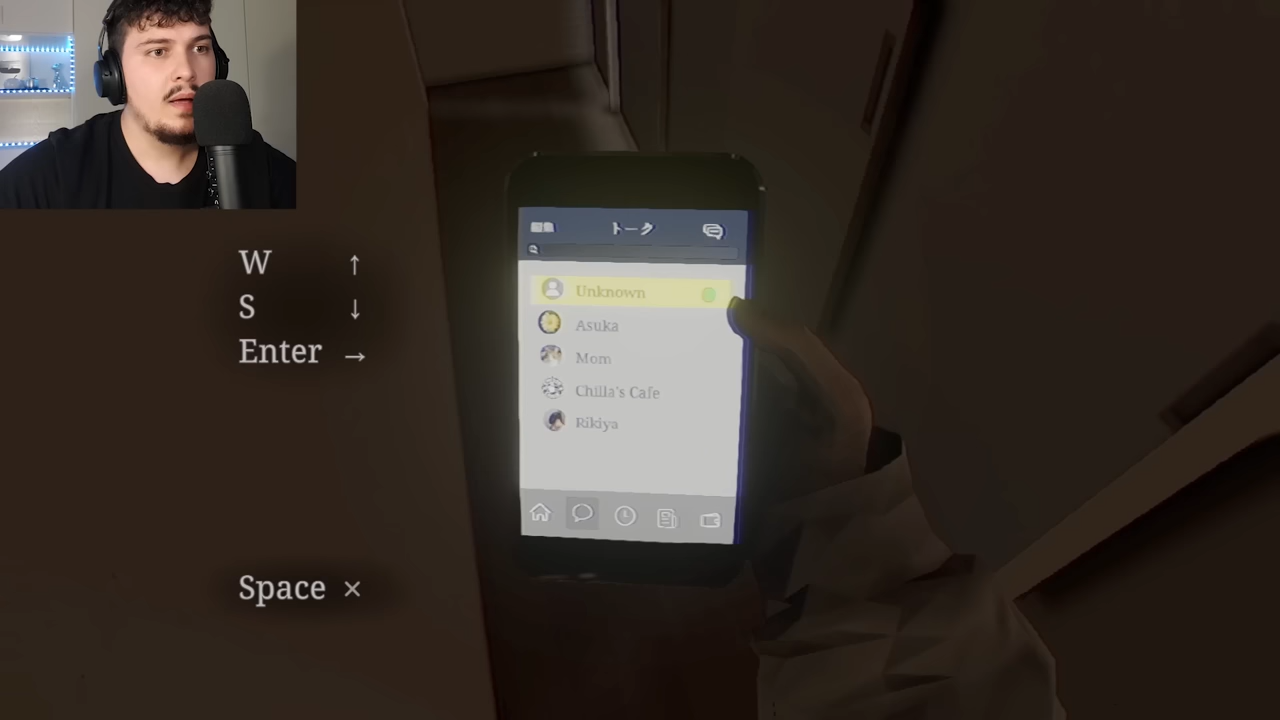 W ↑
S ↓
Enter →
Space ×
トーク
Unknown
Asuka
Mom
Chilla's Cafe
Rikiya